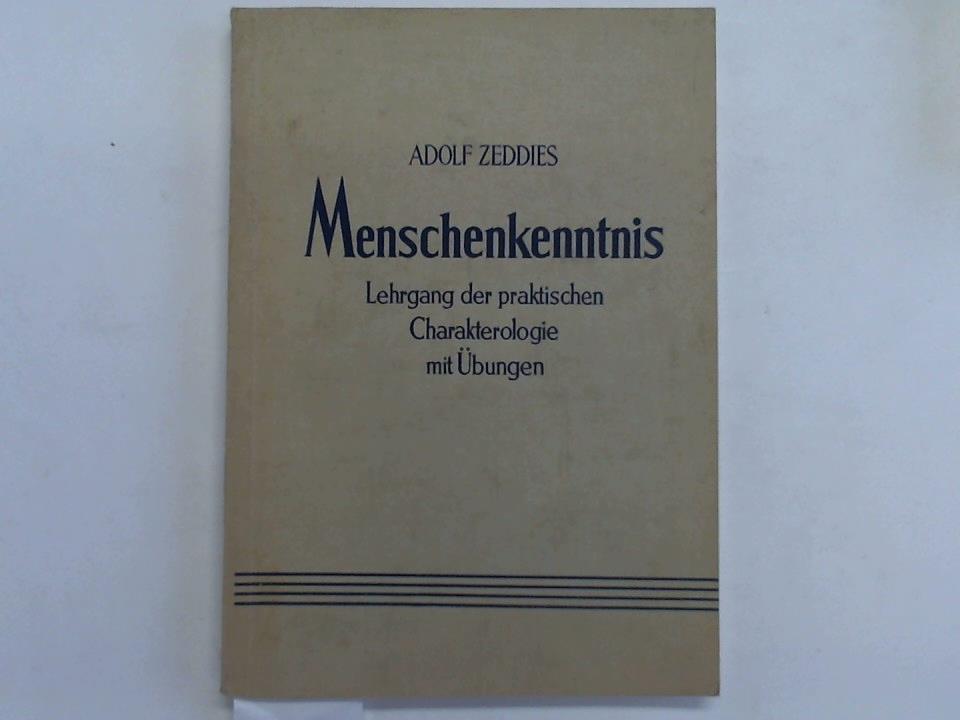 ADOLF ZEDDIES
Menschenkenntnis
Lehrgang der praktischen
Charakterologie
mit Übungen